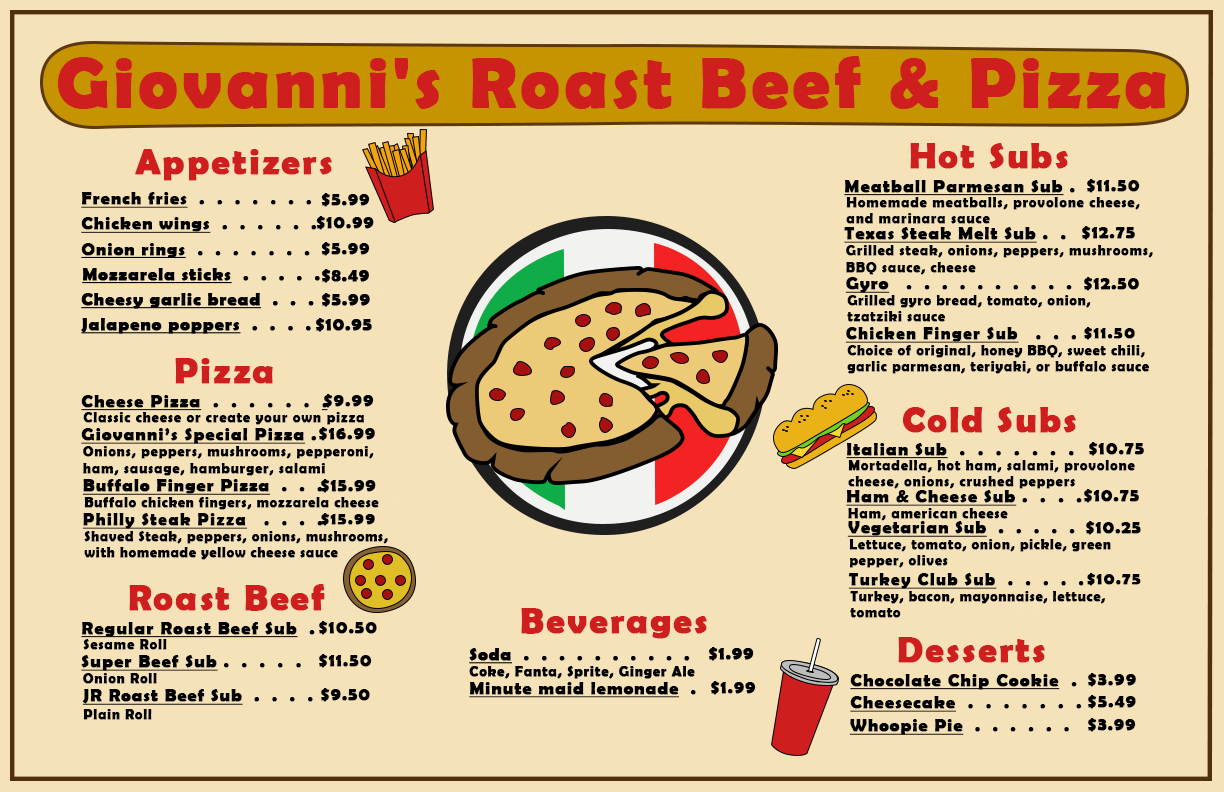 Giovanni's Roast Beef & Pizza
Appetizers
French fries . . . . . . . $5.99
Chicken wings . . . . . .$10.99
Onion rings . . . . . . . $5.99
Mozzarela sticks . . . . .$8.49
Cheesy garlic bread . . . $5.99
Jalapeno poppers . . . .$10.95
Pizza
Cheese Pizza . . . . . . $9.99
Classic cheese or create your own pizza
Giovanni's Special Pizza .$16.99
Onions, peppers, mushrooms, pepperoni,
ham, sausage, hamburger, salami
Buffalo Finger Pizza . . .$15.99
Buffalo chicken fingers, mozzarela cheese
Philly Steak Pizza . . . .$15.99
Shaved Steak, peppers, onions, mushrooms,
with homemade yellow cheese sauce
Roast Beef
Regular Roast Beef Sub .$10.50
Sesame Roll
Super Beef Sub . . . . . $11.50
Onion Roll
JR Roast Beef Sub . . . . $9.50
Plain Roll
Beverages
Soda . . . . . . . . . . $1.99
Coke, Fanta, Sprite, Ginger Ale
Minute maid lemonade . $1.99
Hot Subs
Meatball Parmesan Sub . $11.50
Homemade meatballs, provolone cheese,
and marinara sauce
Texas Steak Melt Sub . . $12.75
Grilled steak, onions, peppers, mushrooms,
BBQ sauce, cheese
Gyro . . . . . . . . . . $12.50
Grilled gyro bread, tomato, onion,
tzatziki sauce
Chicken Finger Sub . . . $11.50
Choice of original, honey BBQ, sweet chili,
garlic parmesan, teriyaki, or buffalo sauce
Cold Subs
Italian Sub . . . . . . . $10.75
Mortadella, hot ham, salami, provolone
cheese, onions, crushed peppers
Ham & Cheese Sub . . . .$10.75
Ham, american cheese
Vegetarian Sub . . . . . $10.25
Lettuce, tomato, onion, pickle, green
pepper, olives
Turkey Club Sub . . . . .$10.75
Turkey, bacon, mayonnaise, lettuce,
tomato
Desserts
Chocolate Chip Cookie . $3.99
Cheesecake . . . . . . . $5.49
Whoopie Pie . . . . . . $3.99